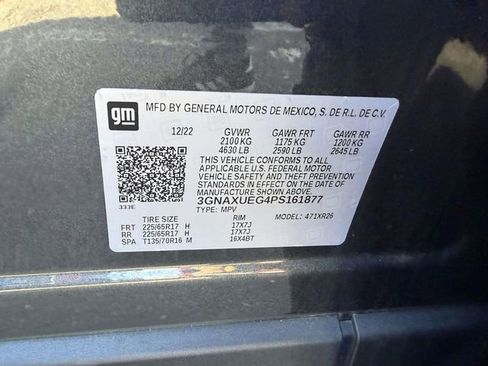 gm
MFD BY GENERAL MOTORS DE MEXICO, S. DE R.L. DE C.V.
12/22 GVWR GAWR FRT GAWR RR
2100 KG 1175 KG 1200 KG
4630 LB 2590 LB 2645 LB
THIS VEHICLE CONFORMS TO ALL
APPLICABLE U.S. FEDERAL MOTOR
VEHICLE SAFETY AND THEFT PREVENTION
STANDARDS IN EFFECT ON THE DATE OF
MANUFACTURE SHOWN ABOVE.
3GNAXUEG4PS161877
333E TYPE: MPV MODEL: 471XR26
TIRE SIZE RIM
FRT 225/65R17 H 17X7J
RR 225/65R17 H 17X7J
SPA T135/70R16 M 16X4BT